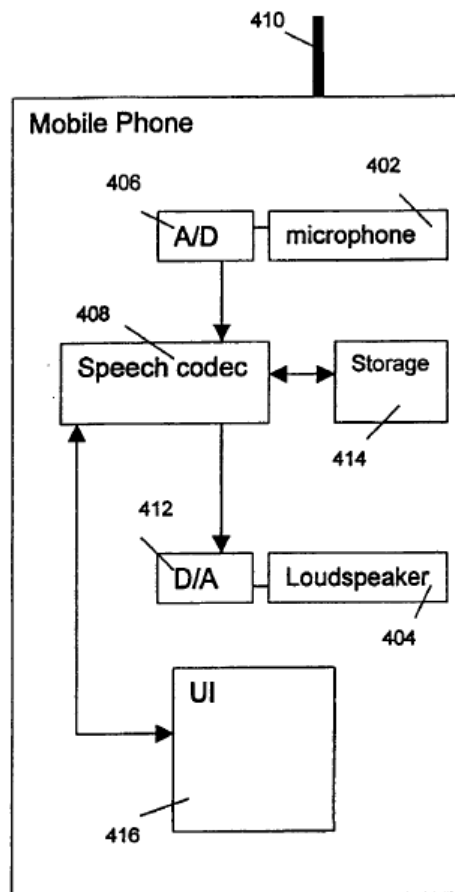 410
Mobile Phone
406
402
A/D
microphone
408
Speech codec
Storage
414
412
D/A
Loudspeaker
404
UI
416